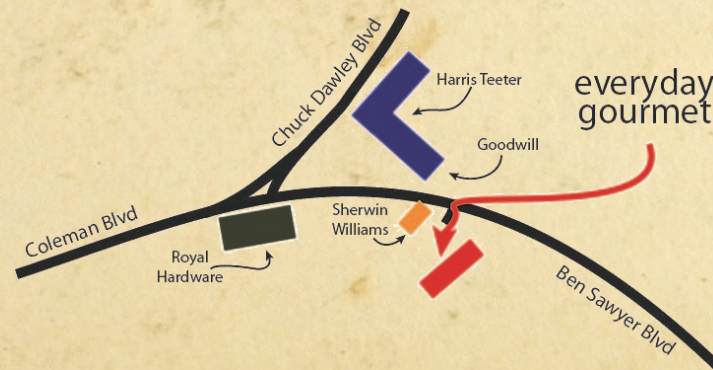 Chuck Dawley Blvd
Harris Teeter
everyday
gourmet
Goodwill
Sherwin
Williams
Coleman Blvd
Royal
Hardware
Ben Sawyer Blvd